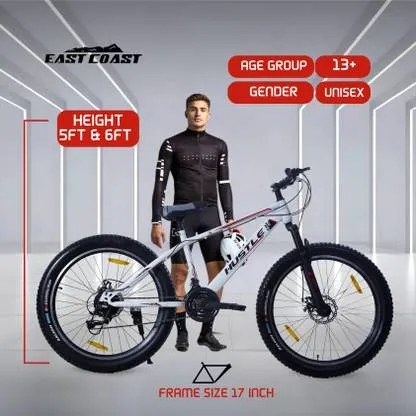 EAST COAST
AGE GROUP
13+
GENDER
UNISEX
HEIGHT
5FT & 6FT
HUSTLE
FRAME SIZE 17 INCH